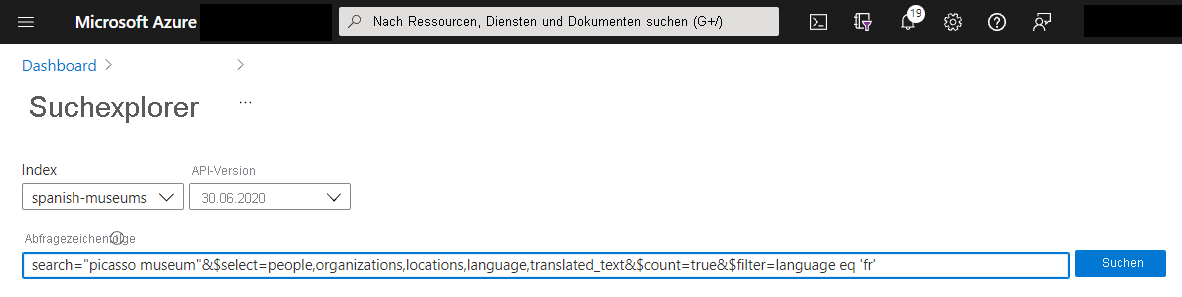 Microsoft Azure
Nach Ressourcen, Diensten und Dokumenten suchen (G+/)
19
Dashboard
Suchexplorer
Index
API-Version
spanish-museums
30.06.2020
Abfragezeichenfolge
search="picasso museum"&$select=people,organizations,locations,language,translated_text&$count=true&$filter=language eq 'fr'
Suchen